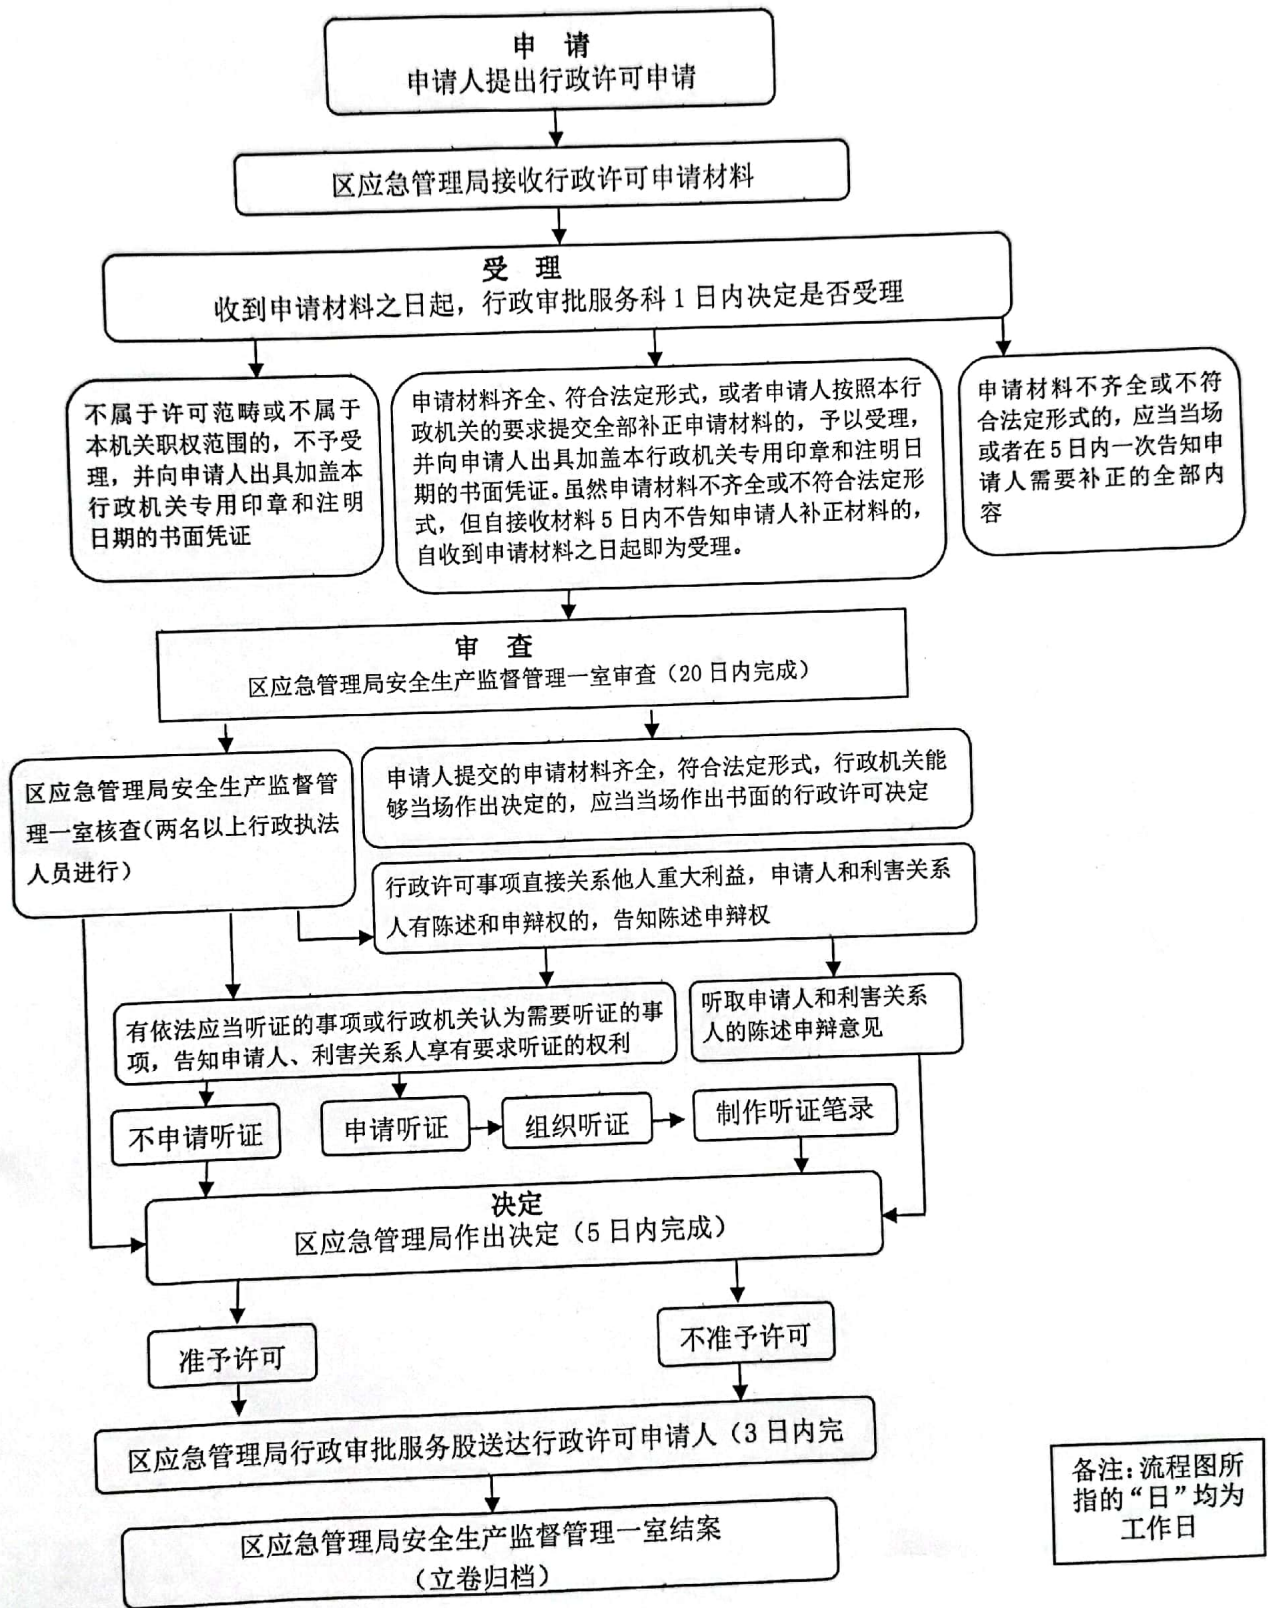 申 请
申请人提出行政许可申请
区应急管理局接收行政许可申请材料
受 理
收到申请材料之日起，行政审批服务科 1 日内决定是否受理
不属于许可范畴或不属于
本机关职权范围的，不予受
理，并向申请人出具加盖本
行政机关专用印章和注明
日期的书面凭证
申请材料齐全、符合法定形式，或者申请人按照本行
政机关的要求提交全部补正申请材料的，予以受理，
并向申请人出具加盖本行政机关专用印章和注明日
期的书面凭证。虽然申请材料不齐全或不符合法定形
式，但自接收材料 5 日内不告知申请人补正材料的，
自收到申请材料之日起即为受理。
申请材料不齐全或不符
合法定形式的，应当当场
或者在 5 日内一次告知申
请人需要补正的全部内
容
审 查
区应急管理局安全生产监督管理一室审查（20 日内完成）
区应急管理局安全生产监督管
理一室核查（两名以上行政执法
人员进行）
申请人提交的申请材料齐全，符合法定形式，行政机关能
够当场作出决定的，应当当场作出书面的行政许可决定
行政许可事项直接关系他人重大利益，申请人和利害关系
人有陈述和申辩权的，告知陈述申辩权
有依法应当听证的事项或行政机关认为需要听证的事
项，告知申请人、利害关系人享有要求听证的权利
听取申请人和利害关系
人的陈述申辩意见
不申请听证
申请听证
组织听证
制作听证笔录
决定
区应急管理局作出决定（5 日内完成）
准予许可
不准予许可
区应急管理局行政审批服务股送达行政许可申请人（3 日内完
区应急管理局安全生产监督管理一室结案
（立卷归档）
备注：流程图所
指的“日”均为
工作日